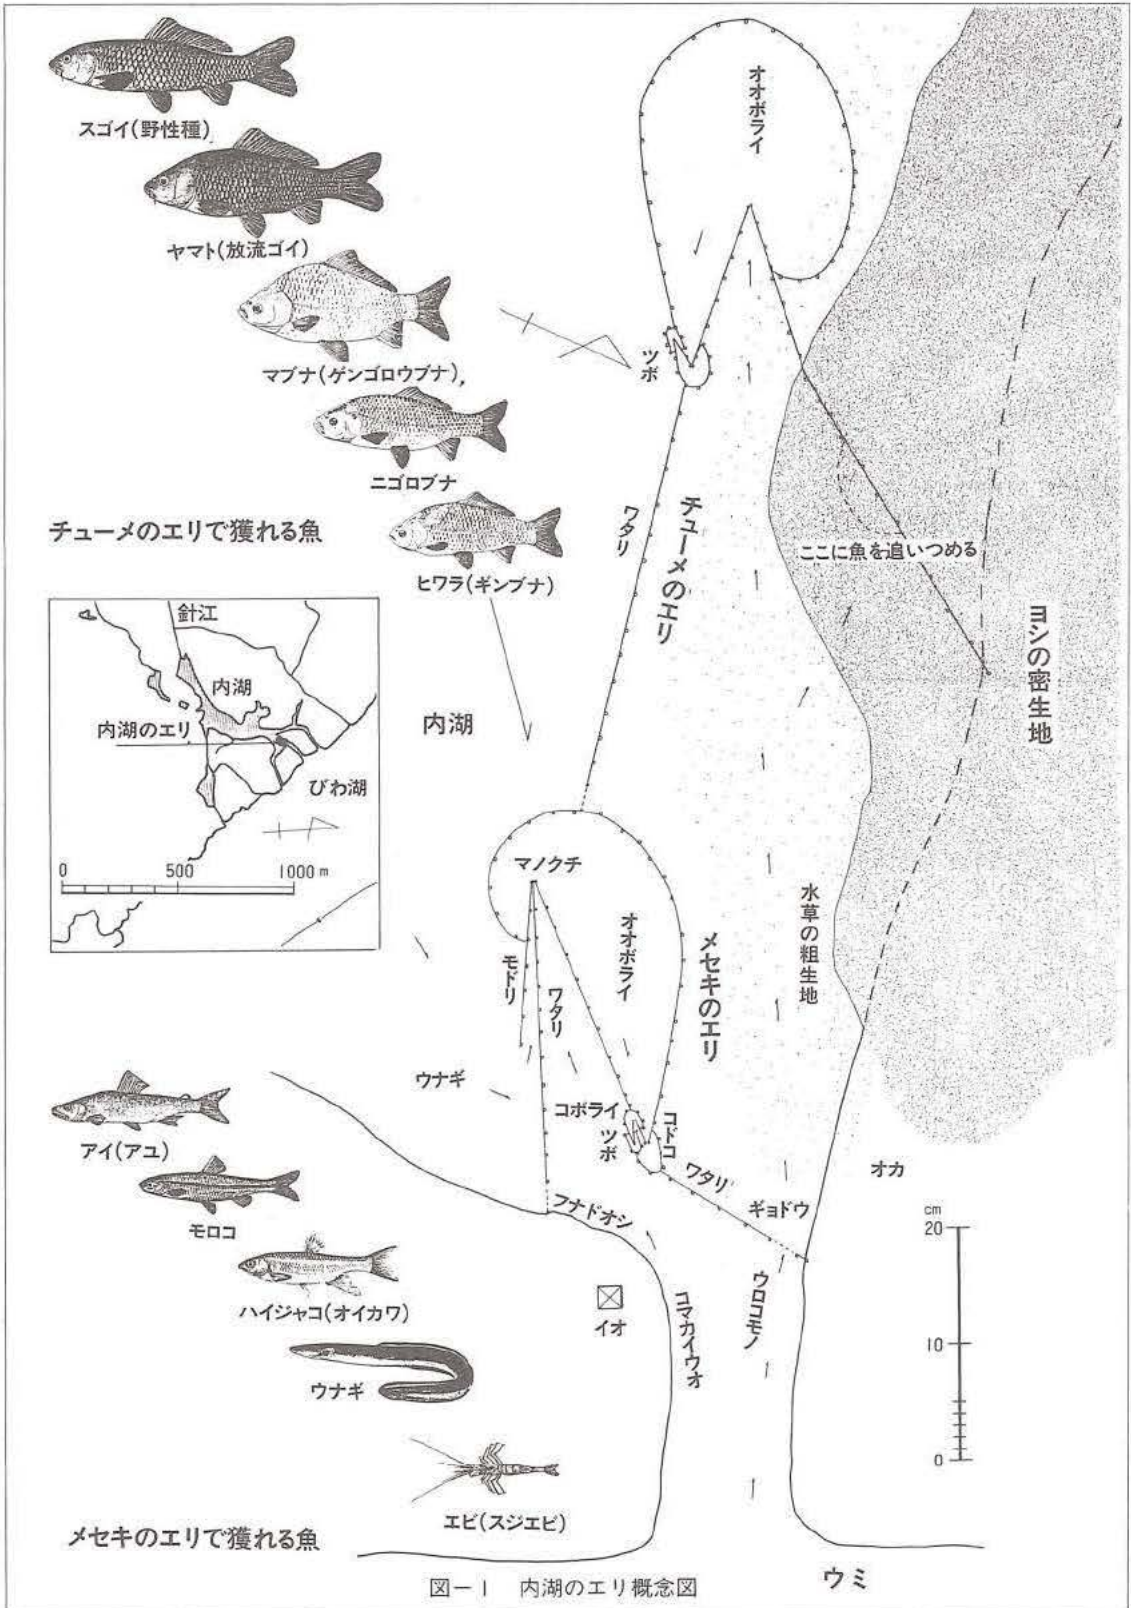 スゴイ(野性種)
ヤマト(放流ゴイ)
マブナ(ゲンゴロウブナ),
ニゴロブナ
ヒワラ(ギンブナ)
チューメのエリで獲れる魚
オオボライ
ツボ
ワタリ
チューメのエリ
ここに魚を追いつめる
ヨシの密生地
針江
内湖
内湖のエリ
びわ湖
0 500 1000m
内湖
マノクチ
オオボライ
モドリ
ワタリ
メセキのエリ
水草の粗生地
ウナギ
コボライ
ツボ
コドコ
ワタリ
ギョドウ
オカ
フナドオシ
イオ
コマカイウオ
ウロコモノ
cm
20
10
0
アイ(アユ)
モロコ
ハイジャコ(オイカワ)
ウナギ
エビ(スジエビ)
メセキのエリで獲れる魚
ウミ
図-1 内湖のエリ概念図